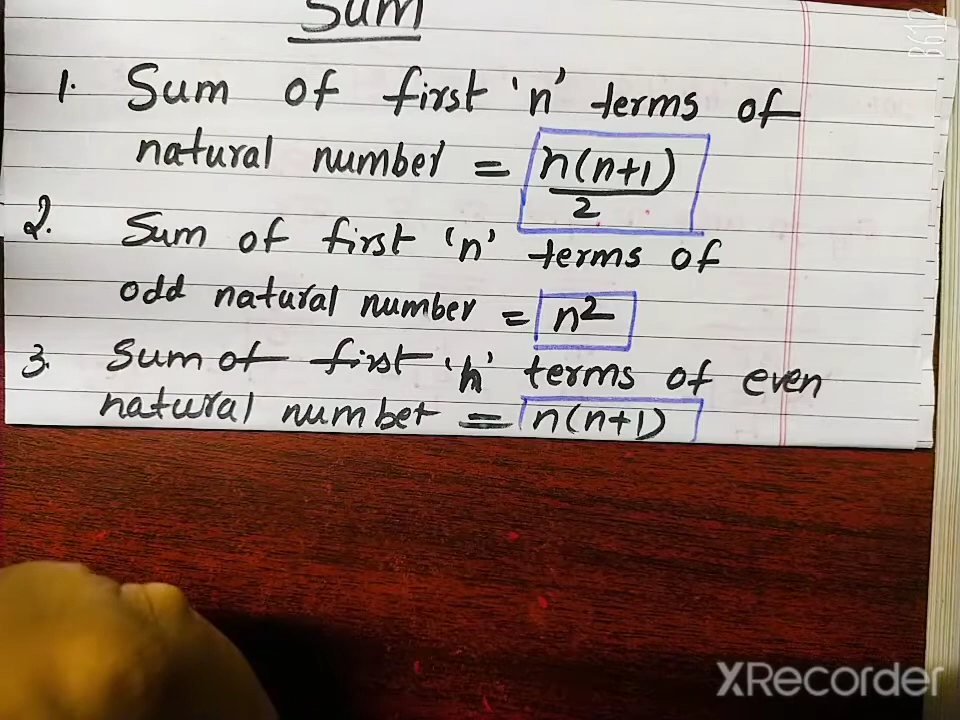 Sum
1. Sum of first 'n' terms of
natural number = n(n+1)
2
2. Sum of first 'n' terms of
odd natural number = n²
3. Sum of first 'n' terms of even
natural number = n(n+1)
B612
XRecorder